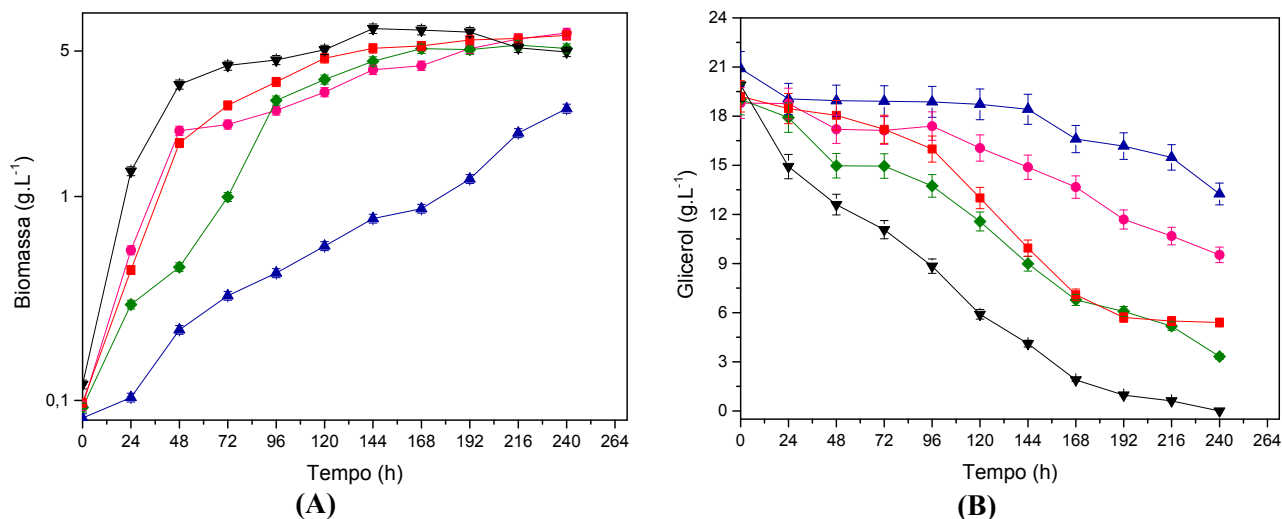 Biomassa (g.L⁻¹)
5
1
0,1
0 24 48 72 96 120 144 168 192 216 240 264
Tempo (h)
(A)
Glicerol (g.L⁻¹)
24
21
18
15
12
9
6
3
0
0 24 48 72 96 120 144 168 192 216 240 264
Tempo (h)
(B)